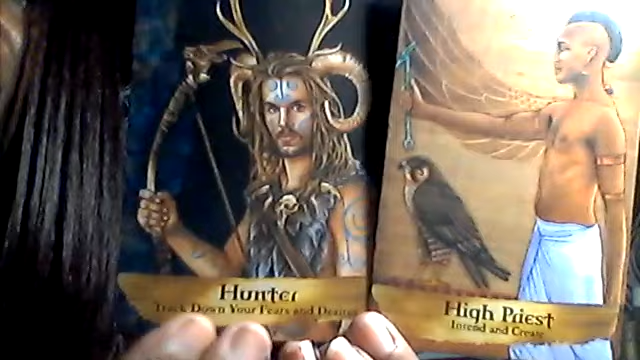 Hunter
Track Down Your Fears and Desires
High Priest
Intend and Create